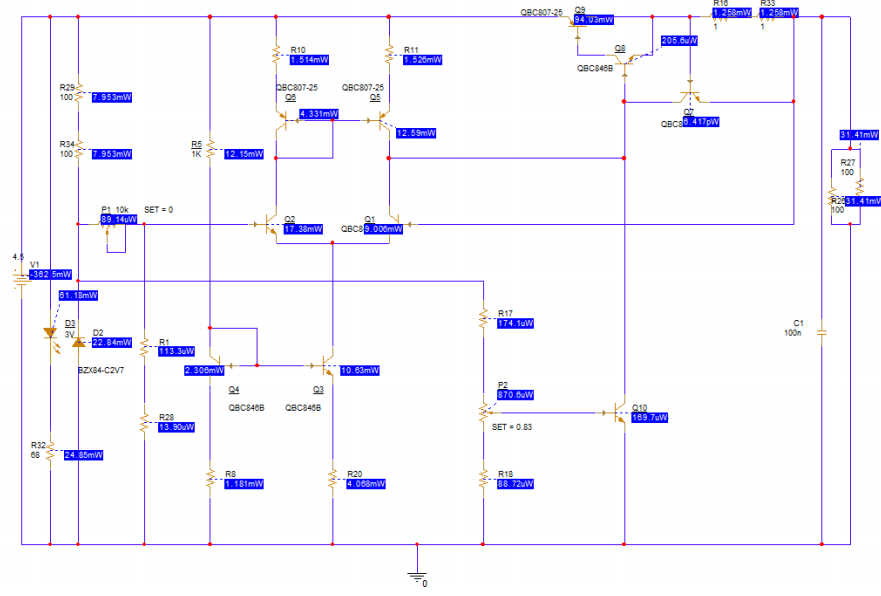 Q9
R16
R33
QBC807-25
94.03mW
1.258mW
1.258mW
1
1
Q8
205.6uW
R10
1.514mW
R11
1.526mW
QBC846B
R29
100
7.953mW
QBC807-25
Q6
QBC807-25
Q5
4.331mW
12.59mW
Q7
5.417pW
31.41mW
R34
100
7.953mW
R5
1K
12.15mW
R27
100
100
31.41mW
P1
10k
SET = 0
89.14uW
Q2
17.38mW
Q1
9.006mW
4.5
V1
-362.5mW
61.18mW
D3
3V
D2
22.84mW
BZX84-C2V7
R17
174.1uW
C1
100n
R1
113.3uW
2.306mW
10.63mW
Q4
Q3
QBC846B
QBC846B
P2
870.6uW
SET = 0.83
Q10
169.7uW
R28
13.90uW
R32
68
24.85mW
R8
1.181mW
R20
4.068mW
R18
88.72uW
0